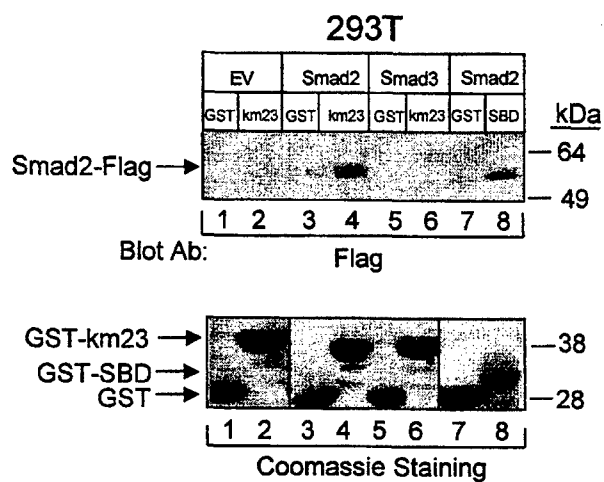 293T
EV Smad2 Smad3 Smad2
GST km23 GST km23 GST km23 GST SBD kDa
64
Smad2-Flag
49
1 2 3 4 5 6 7 8
Blot Ab: Flag
GST-km23 38
GST-SBD
GST 28
1 2 3 4 5 6 7 8
Coomassie Staining